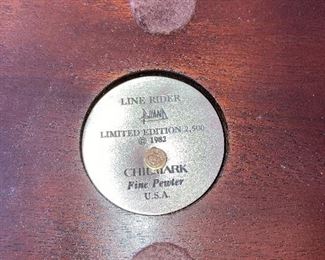 LINE RIDER
LIMITED EDITION 2,500
© 1982
CHILMARK
Fine Pewter
U.S.A.